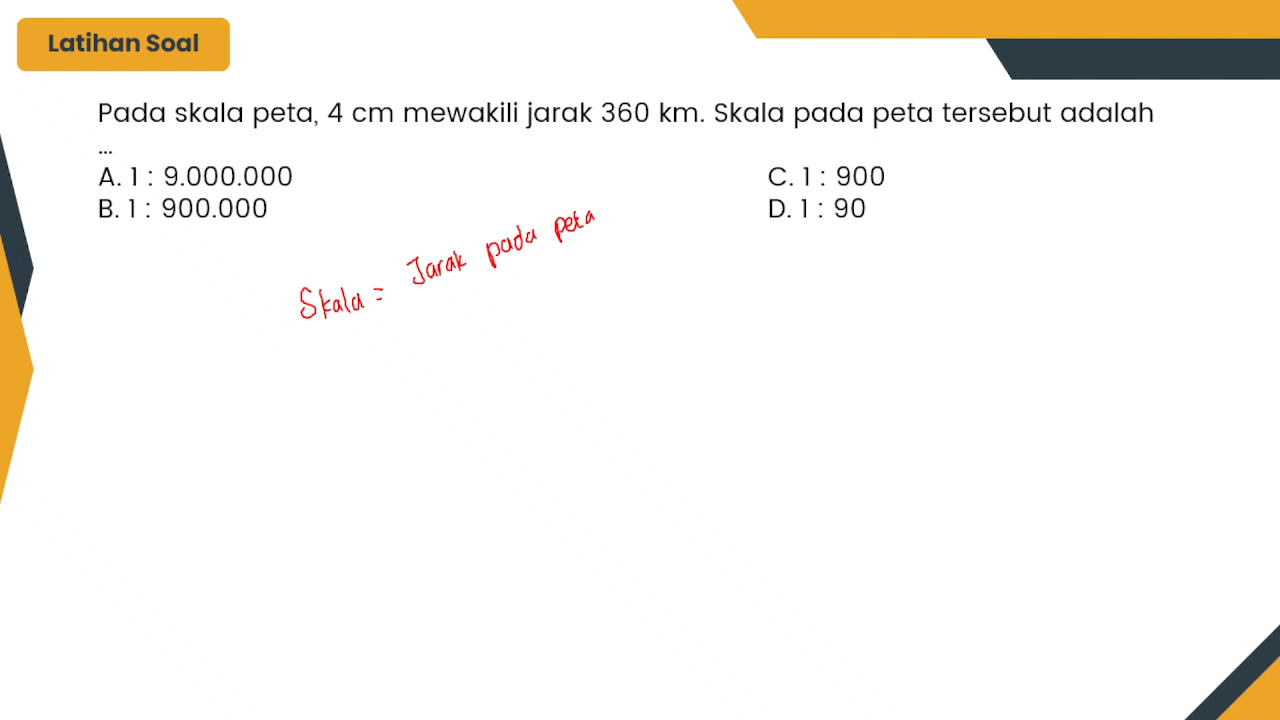 Latihan Soal
Pada skala peta, 4 cm mewakili jarak 360 km. Skala pada peta tersebut adalah
...
A. 1 : 9.000.000
B. 1 : 900.000
C. 1 : 900
D. 1 : 90
Skala = Jarak pada peta